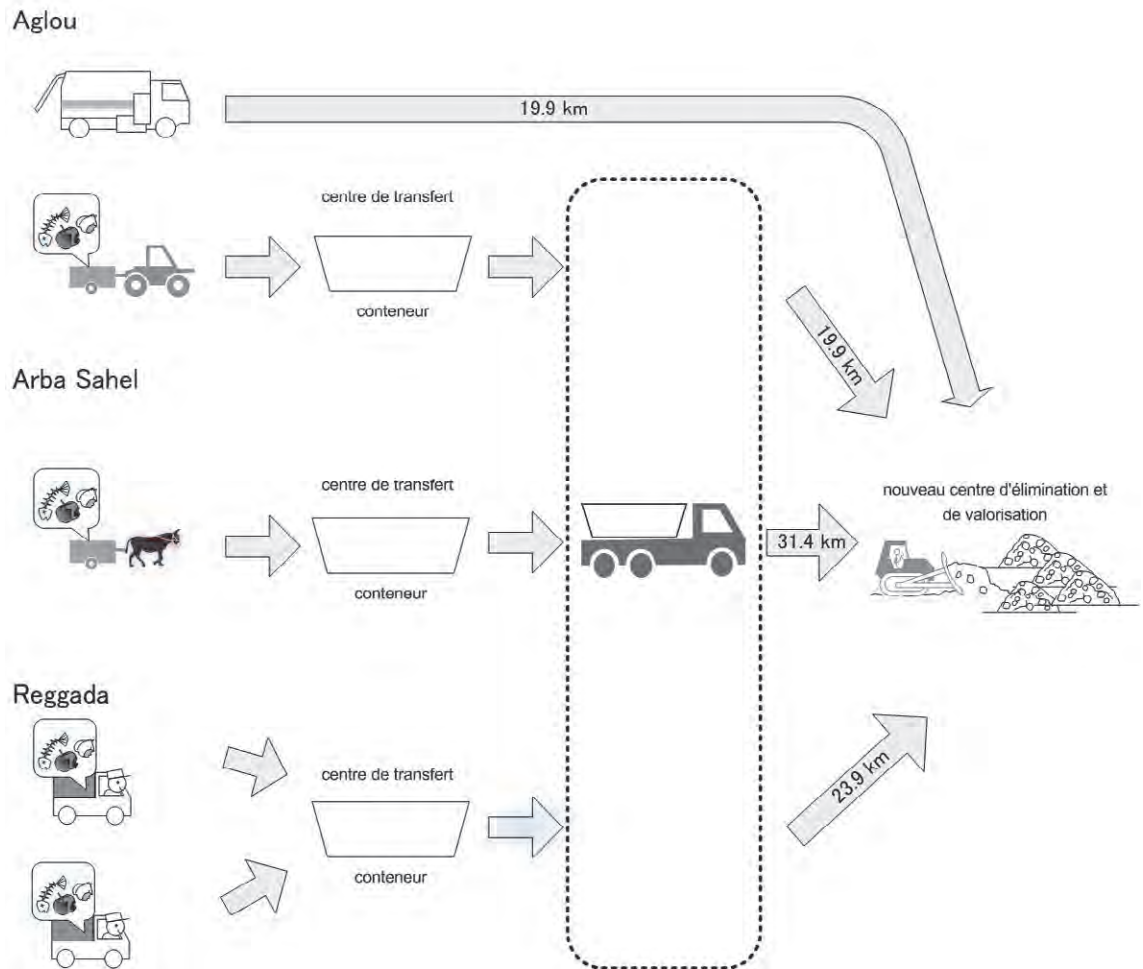 Aglou
19.9 km
centre de transfert
conteneur
19.9 km
Arba Sahel
centre de transfert
conteneur
31.4 km
nouveau centre d'élimination et
de valorisation
Reggada
centre de transfert
conteneur
23.9 km